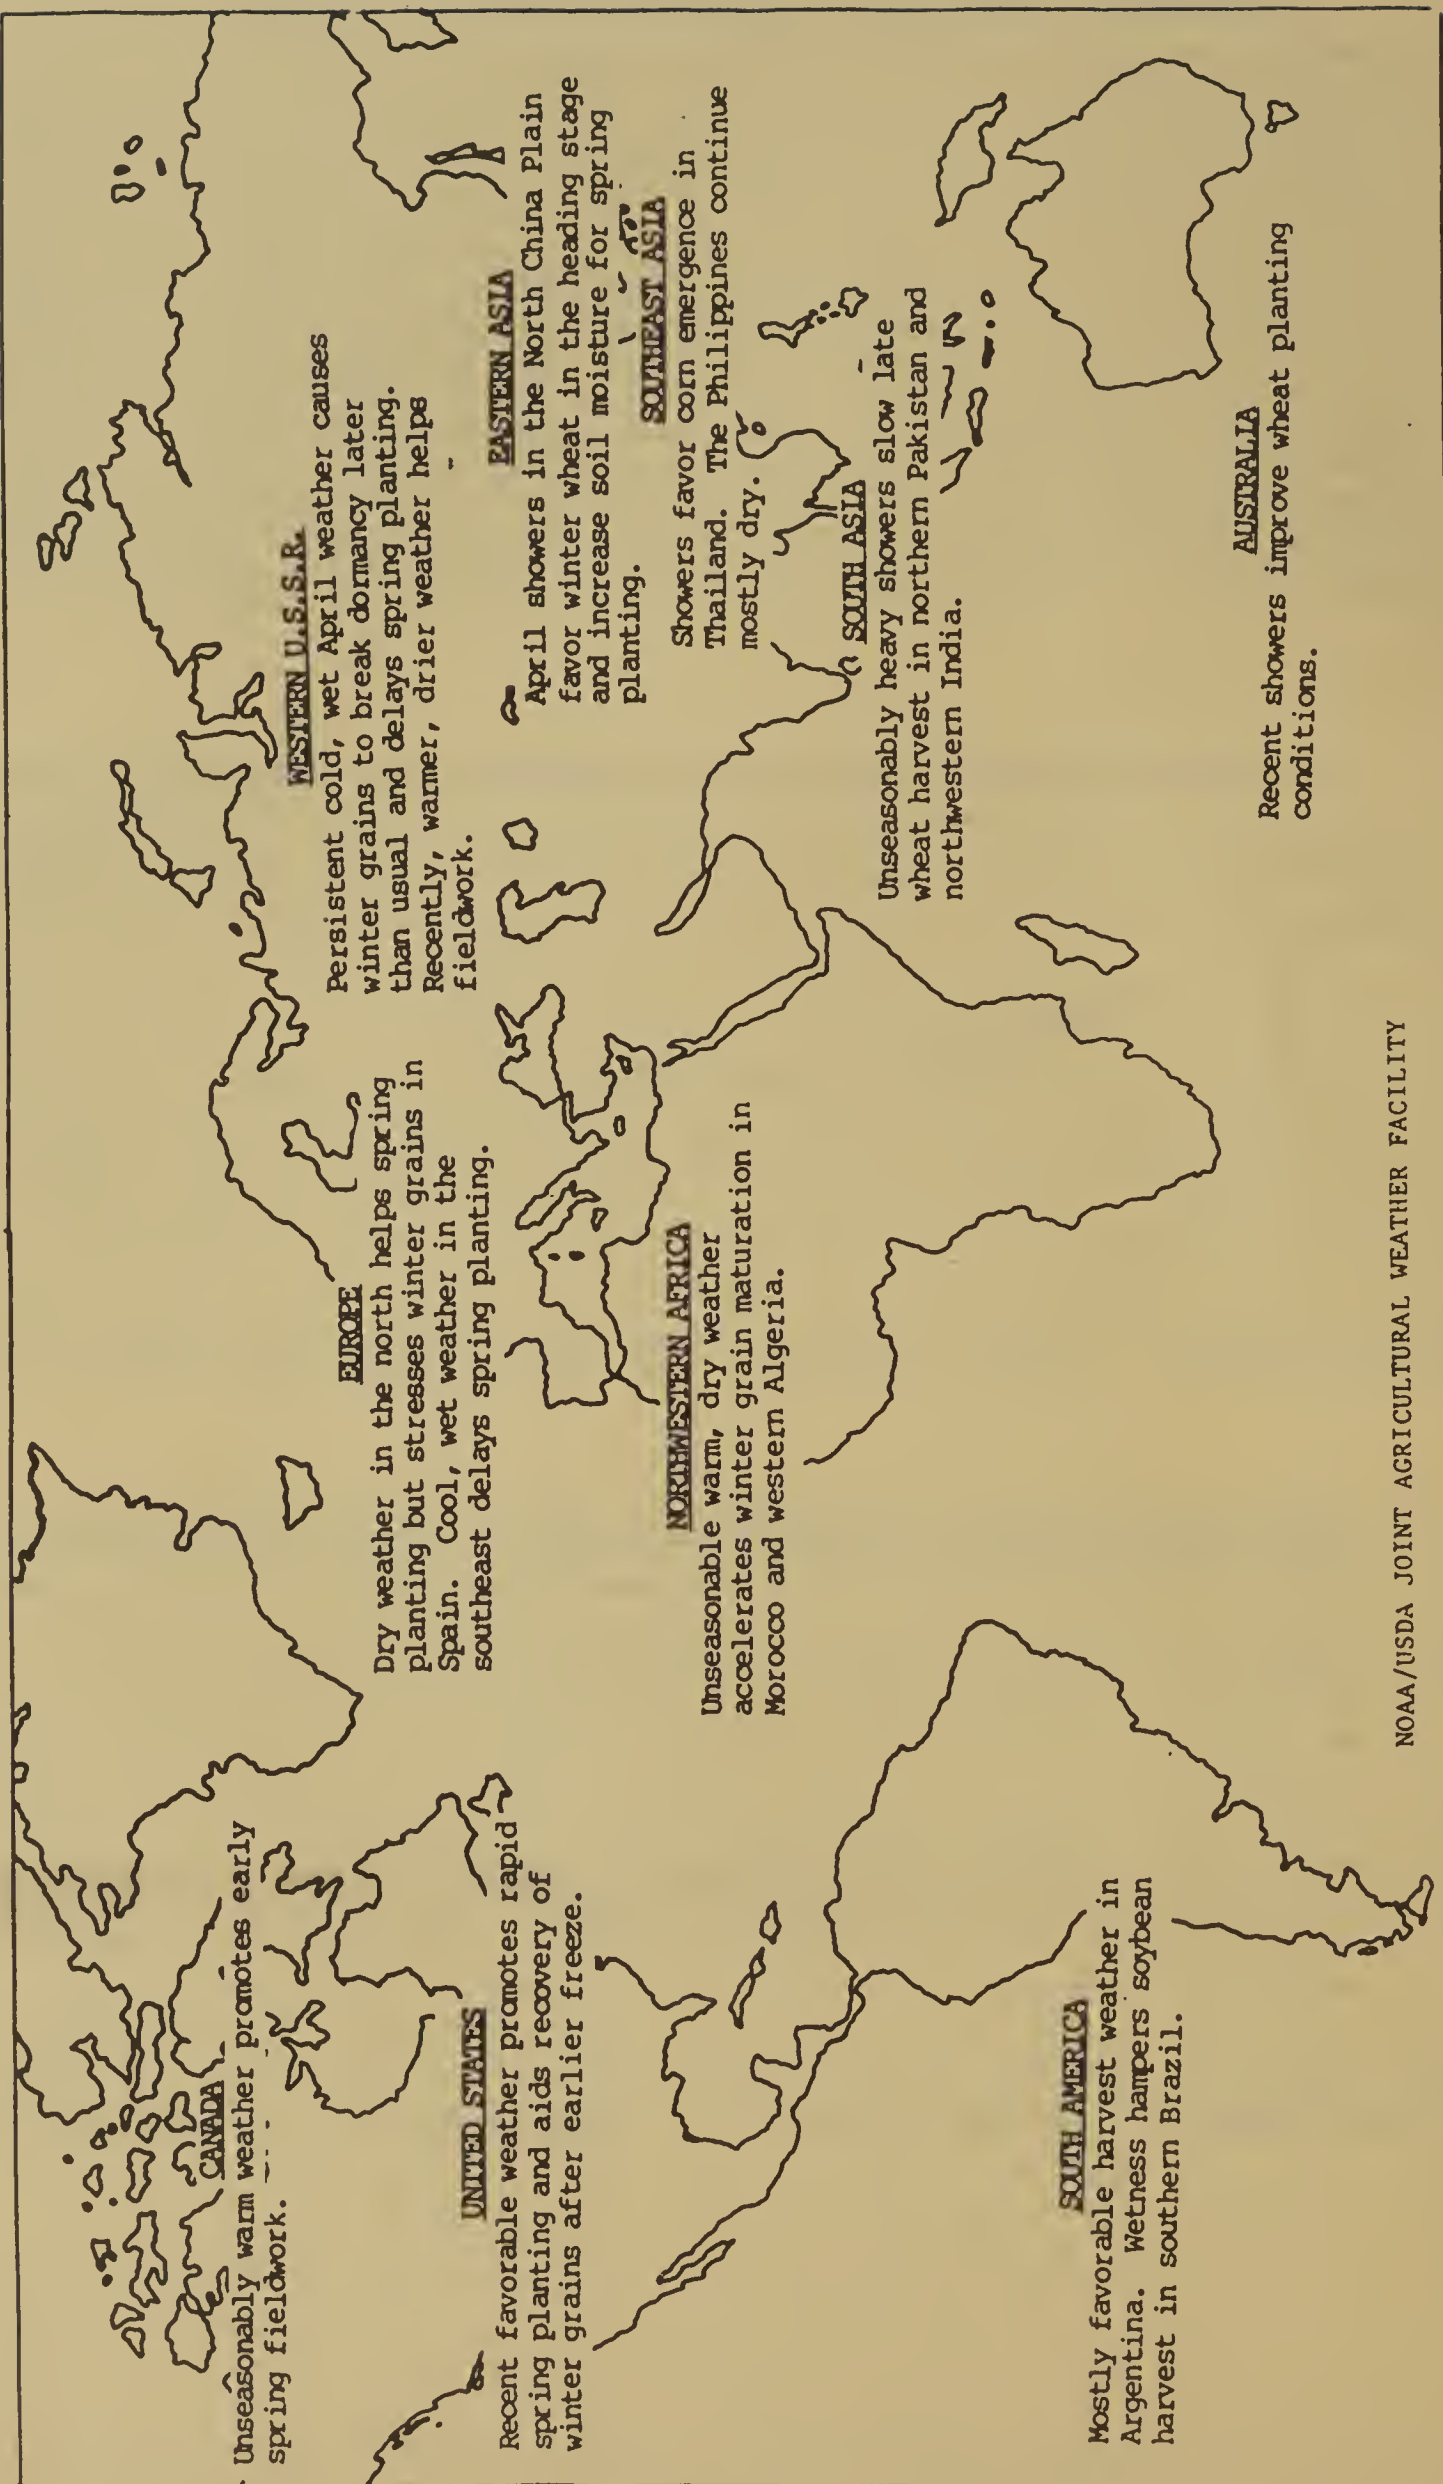 CANADA
Unseasonably warm weather promotes early
spring fieldwork.
UNITED STATES
Recent favorable weather promotes rapid
spring planting and aids recovery of
winter grains after earlier freeze.
SOUTH AMERICA
Mostly favorable harvest weather in
Argentina. Wetness hampers soybean
harvest in southern Brazil.
EUROPE
Dry weather in the north helps spring
planting but stresses winter grains in
Spain. Cool, wet weather in the
southeast delays spring planting.
NORTHWESTERN AFRICA
Unseasonable warm, dry weather
accelerates winter grain maturation in
Morocco and western Algeria.
WESTERN U.S.S.R.
Persistent cold, wet April weather causes
winter grains to break dormancy later
than usual and delays spring planting.
Recently, warmer, drier weather helps
fieldwork.
EASTERN ASIA
April showers in the North China Plain
favor winter wheat in the heading stage
and increase soil moisture for spring
planting.
SOUTHEAST ASIA
Showers favor corn emergence in
Thailand. The Philippines continue
mostly dry.
SOUTH ASIA
Unseasonably heavy showers slow late
wheat harvest in northern Pakistan and
northwestern India.
AUSTRALIA
Recent showers improve wheat planting
conditions.
NOAA/USDA JOINT AGRICULTURAL WEATHER FACILITY